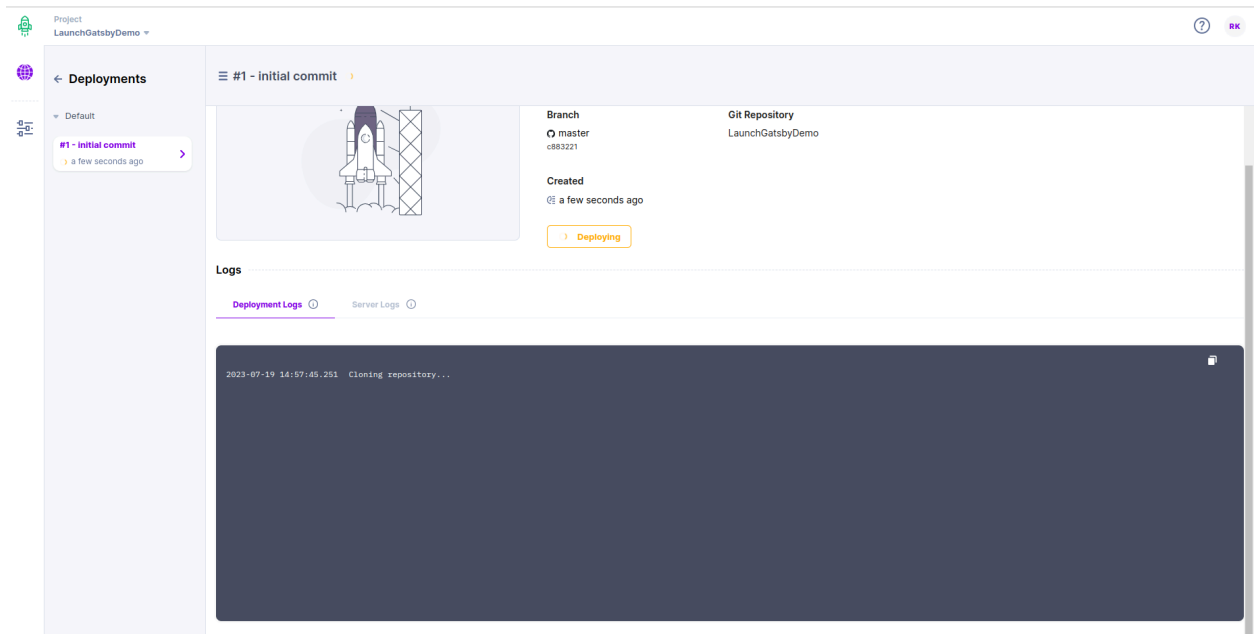 Project
LaunchGatsbyDemo
RK
Deployments
Default
#1 - initial commit
a few seconds ago
#1 - initial commit
Branch
master
c883221
Git Repository
LaunchGatsbyDemo
Created
a few seconds ago
Deploying
Logs
Deployment Logs
Server Logs
2023-07-19 14:57:45.251 Cloning repository...